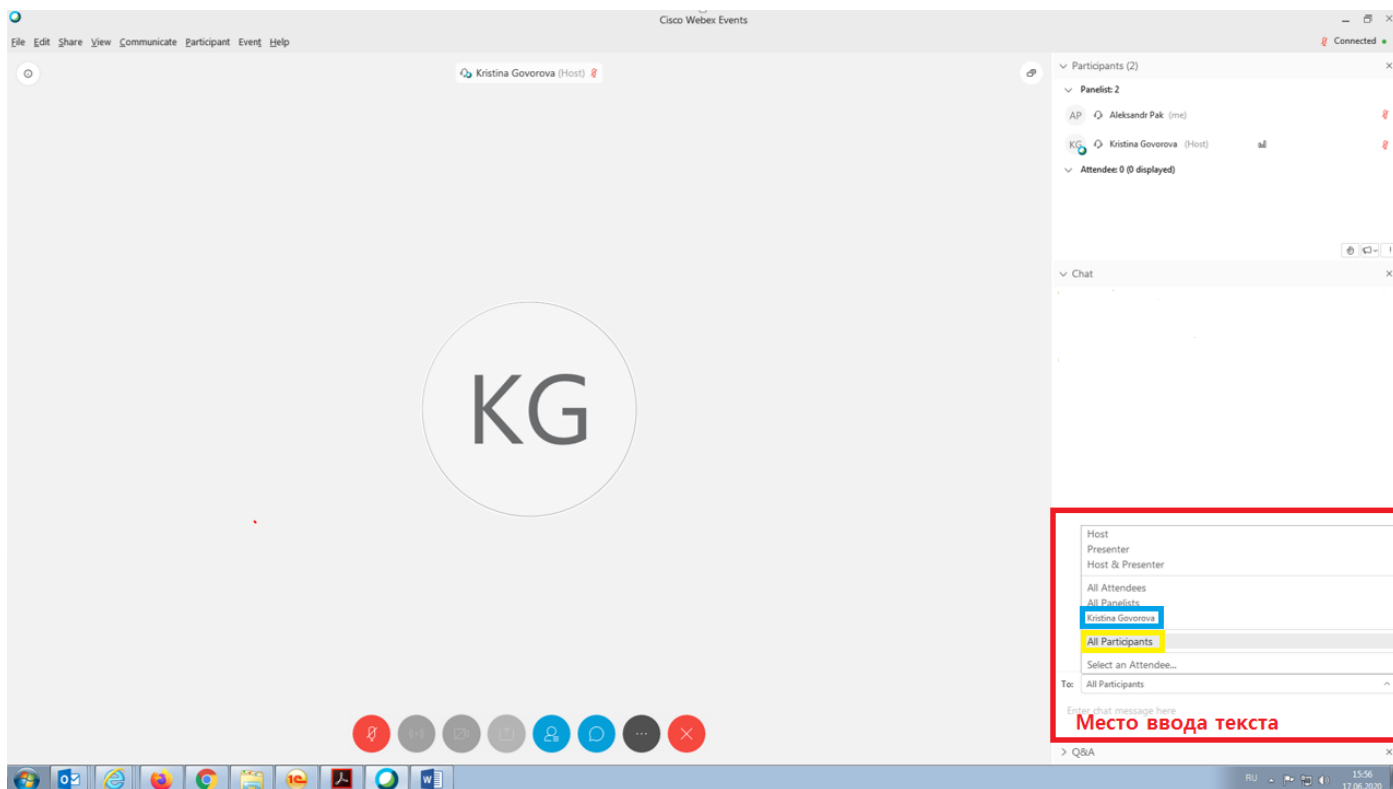 Cisco Webex Events
File Edit Share View Communicate Participant Event Help
Connected
Kristina Govorova (Host)
Participants (2)
Panelist: 2
AP Aleksandr Pak (me)
KG Kristina Govorova (Host)
Attendee: 0 (0 displayed)
Chat
KG
Host
Presenter
Host & Presenter
All Attendees
All Panelists
Kristina Govorova
All Participants
Select an Attendee...
To: All Participants
Enter chat message here
Место ввода текста
Q&A
RU 15:56
17.06.2020